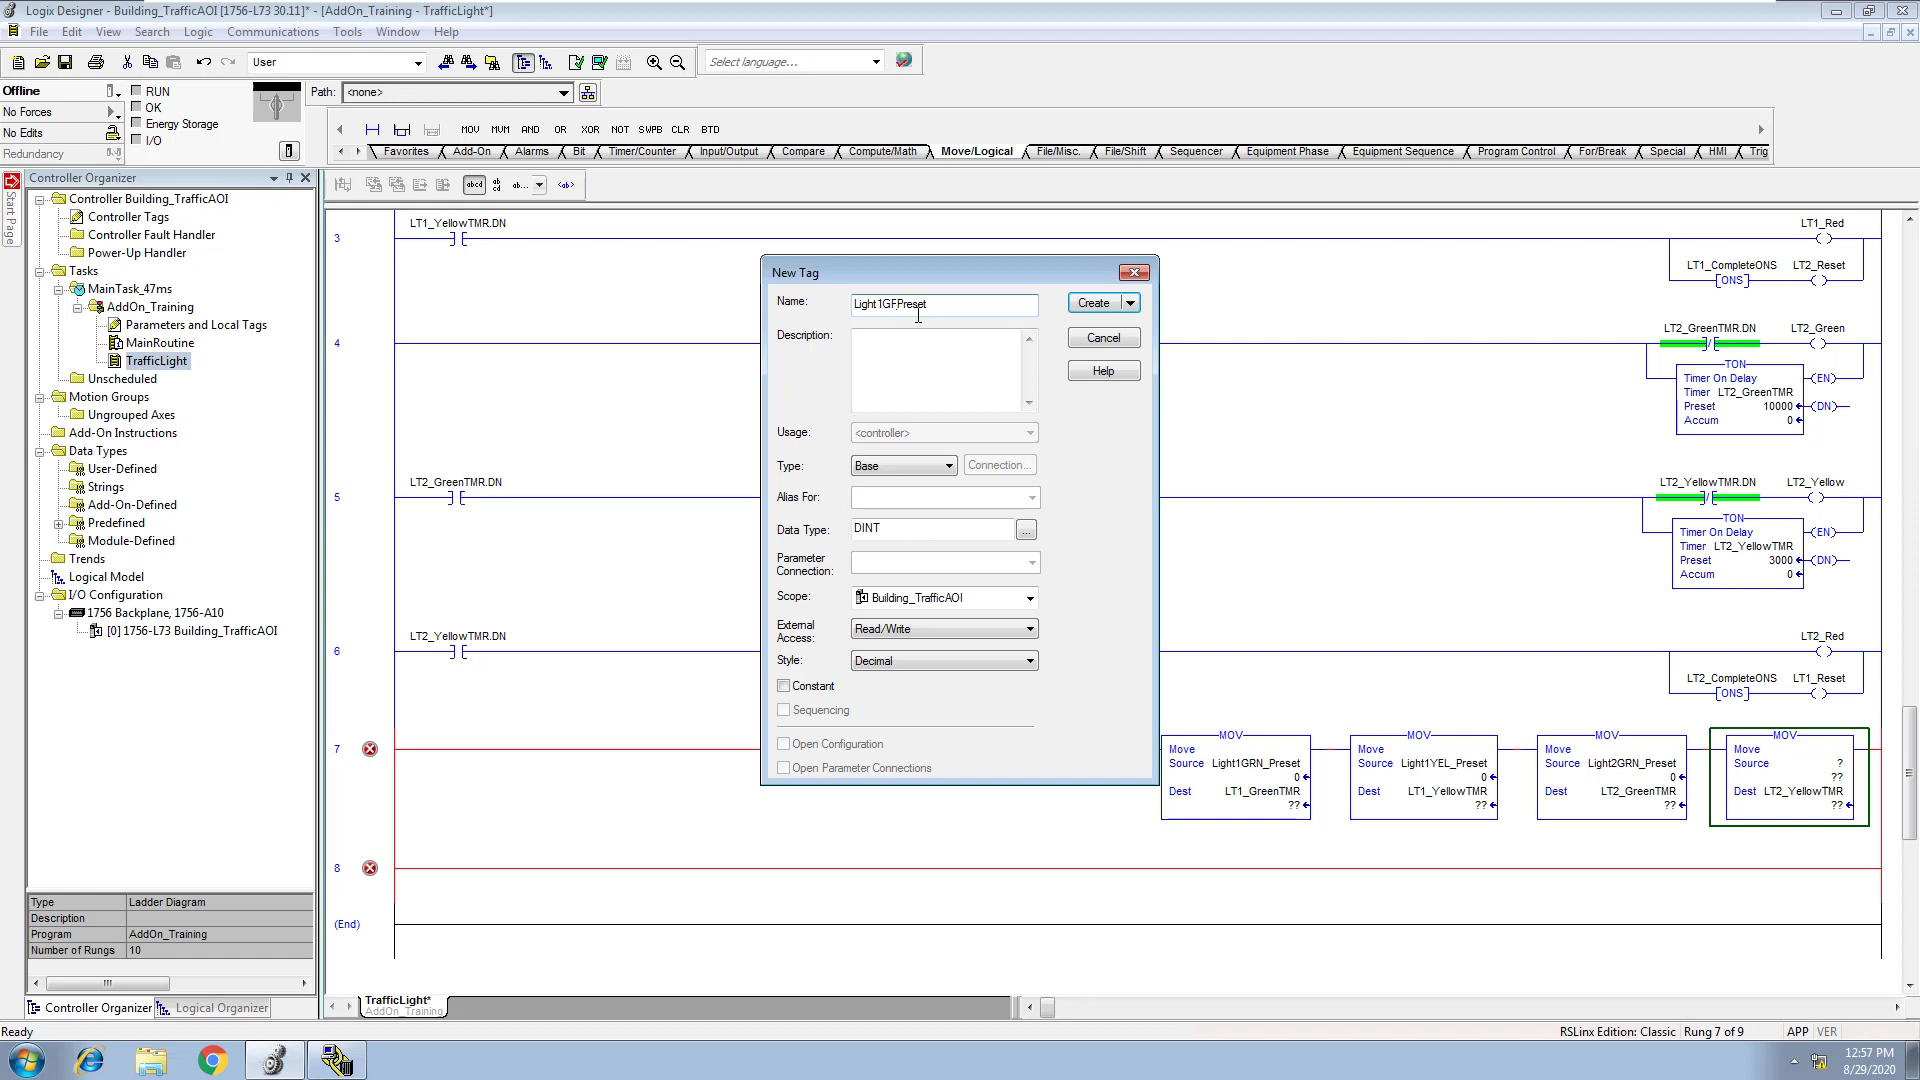 Logix Designer - Building_TrafficAOI [1756-L73 30.11]* - [AddOn_Training - TrafficLight*]
File Edit View Search Logic Communications Tools Window Help
User
Select language...
Offline
RUN
Path: <none>
No Forces
OK
No Edits
Energy Storage
Redundancy
I/O
MOV MVM AND OR XOR NOT SWPB CLR BTD
Favorites Add-On Alarms Bit Timer/Counter Input/Output Compare Compute/Math Move/Logical File/Misc. File/Shift Sequencer Equipment Phase Equipment Sequence Program Control For/Break Special HMI Trig
Start Page
Controller Organizer
Controller Building_TrafficAOI
Controller Tags
Controller Fault Handler
Power-Up Handler
Tasks
MainTask_47ms
AddOn_Training
Parameters and Local Tags
MainRoutine
TrafficLight
Unscheduled
Motion Groups
Ungrouped Axes
Add-On Instructions
Data Types
User-Defined
Strings
Add-On-Defined
Predefined
Module-Defined
Trends
Logical Model
I/O Configuration
1756 Backplane, 1756-A10
[0] 1756-L73 Building_TrafficAOI
Type Ladder Diagram
Description
Program AddOn_Training
Number of Rungs 10
Controller Organizer Logical Organizer
abcd ab cd ab... <ab>
3
LT1_YellowTMR.DN
LT1_Red
LT1_CompleteONS LT2_Reset
ONS
4
LT2_GreenTMR.DN LT2_Green
TON
Timer On Delay EN
Timer LT2_GreenTMR
Preset 10000 DN
Accum 0
5
LT2_GreenTMR.DN
LT2_YellowTMR.DN LT2_Yellow
TON
Timer On Delay EN
Timer LT2_YellowTMR
Preset 3000 DN
Accum 0
6
LT2_YellowTMR.DN
LT2_Red
LT2_CompleteONS LT1_Reset
ONS
7
MOV
Move
Source Light1GRN_Preset
0
Dest LT1_GreenTMR
??
MOV
Move
Source Light1YEL_Preset
0
Dest LT1_YellowTMR
??
MOV
Move
Source Light2GRN_Preset
0
Dest LT2_GreenTMR
??
MOV
Move
Source ?
??
Dest LT2_YellowTMR
??
8
(End)
New Tag
Name: Light1GFPreset
Create
Description:
Cancel
Help
Usage: <controller>
Type: Base Connection...
Alias For:
Data Type: DINT ...
Parameter Connection:
Scope: Building_TrafficAOI
External Access: Read/Write
Style: Decimal
Constant
Sequencing
Open Configuration
Open Parameter Connections
TrafficLight*
AddOn_Training
Ready
RSLinx Edition: Classic Rung 7 of 9 APP VER
12:57 PM
8/29/2020